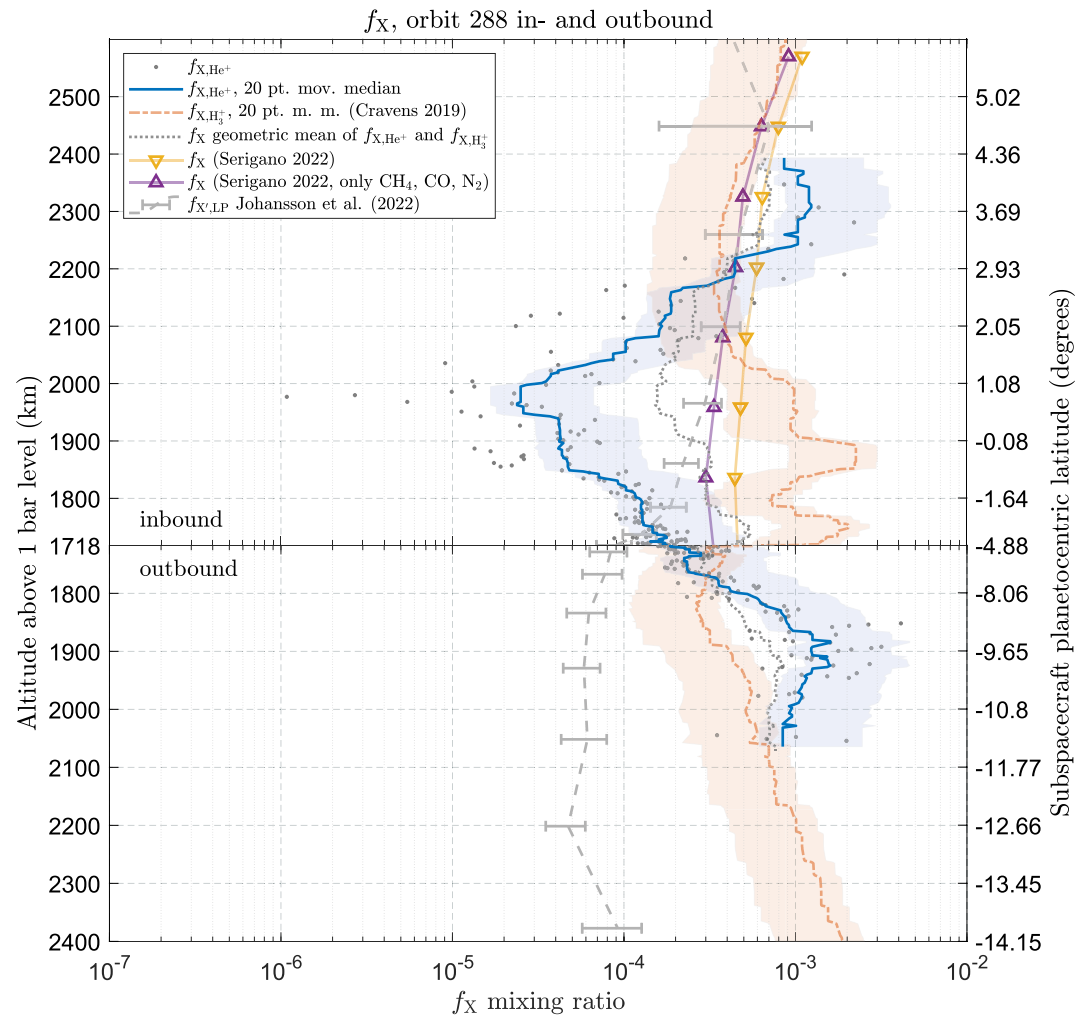 f_X, orbit 288 in- and outbound
f_X,He⁺
f_X,He⁺, 20 pt. mov. median
f_X,H₃⁺, 20 pt. m. m. (Cravens 2019)
f_X geometric mean of f_X,He⁺ and f_X,H₃⁺
f_X (Serigano 2022)
f_X (Serigano 2022, only CH₄, CO, N₂)
f_X',LP Johansson et al. (2022)
Altitude above 1 bar level (km)
2500
2400
2300
2200
2100
2000
1900
1800
1718
1800
1900
2000
2100
2200
2300
2400
inbound
outbound
5.02
4.36
3.69
2.93
2.05
1.08
-0.08
-1.64
-4.88
-8.06
-9.65
-10.8
-11.77
-12.66
-13.45
-14.15
Subspacecraft planetocentric latitude (degrees)
10⁻⁷ 10⁻⁶ 10⁻⁵ 10⁻⁴ 10⁻³ 10⁻²
f_X mixing ratio